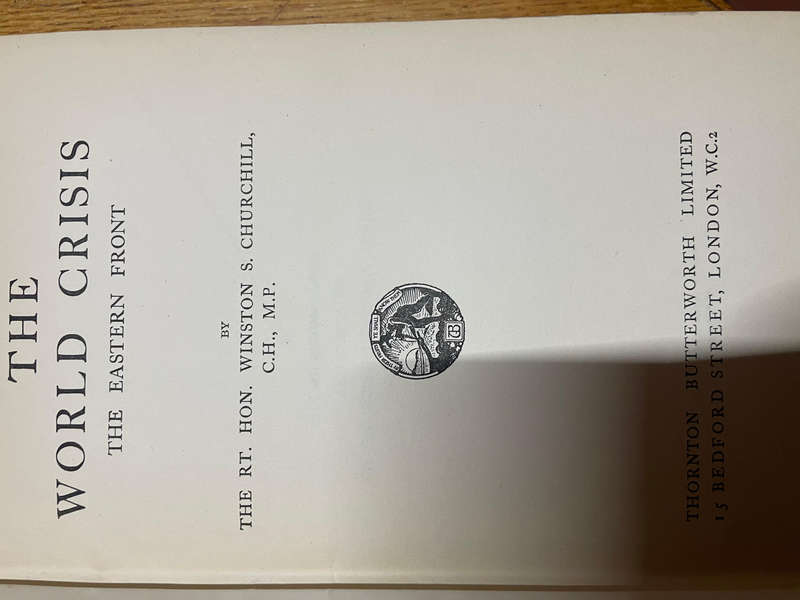 THE
WORLD CRISIS
THE EASTERN FRONT
BY
THE RT. HON. WINSTON S. CHURCHILL,
C.H., M.P.
THORNTON BUTTERWORTH LIMITED
15 BEDFORD STREET, LONDON, W.C.2